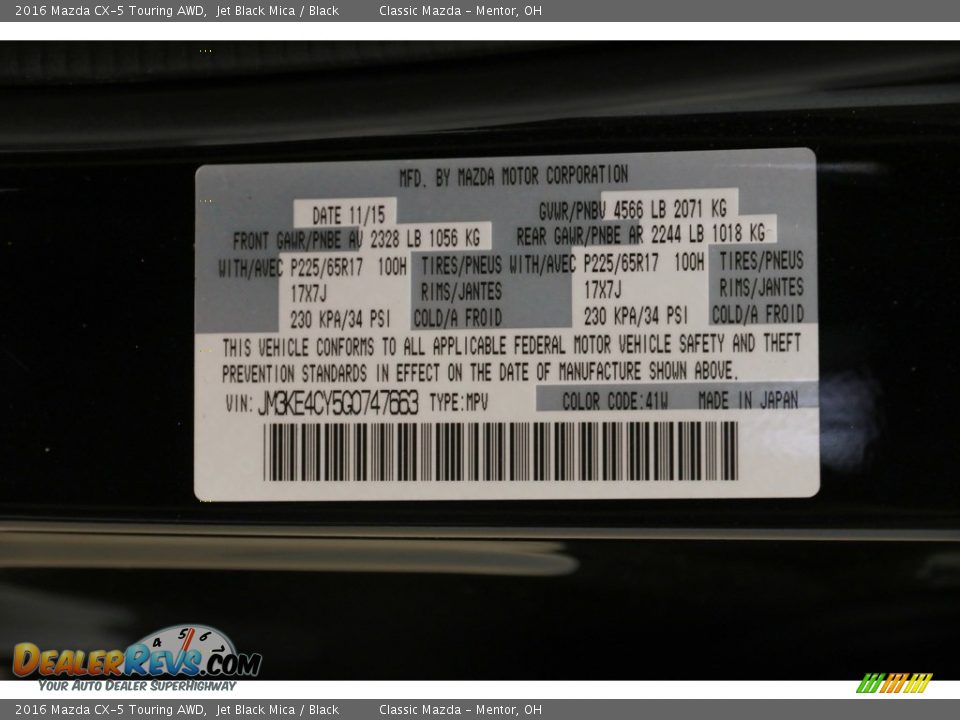 2016 Mazda CX-5 Touring AWD, Jet Black Mica / Black Classic Mazda - Mentor, OH
MFD. BY MAZDA MOTOR CORPORATION
DATE 11/15 GVWR/PNBV 4566 LB 2071 KG
FRONT GAWR/PNBE AV 2328 LB 1056 KG REAR GAWR/PNBE AR 2244 LB 1018 KG
WITH/AVEC P225/65R17 100H TIRES/PNEUS WITH/AVEC P225/65R17 100H TIRES/PNEUS
17X7J RIMS/JANTES 17X7J RIMS/JANTES
230 KPA/34 PSI COLD/A FROID 230 KPA/34 PSI COLD/A FROID
THIS VEHICLE CONFORMS TO ALL APPLICABLE FEDERAL MOTOR VEHICLE SAFETY AND THEFT
PREVENTION STANDARDS IN EFFECT ON THE DATE OF MANUFACTURE SHOWN ABOVE.
VIN: JM3KE4CY5G0747663 TYPE:MPV COLOR CODE:41W MADE IN JAPAN
4 5 6
DEALERREVS.COM
YOUR AUTO DEALER SUPERHIGHWAY
2016 Mazda CX-5 Touring AWD, Jet Black Mica / Black Classic Mazda - Mentor, OH